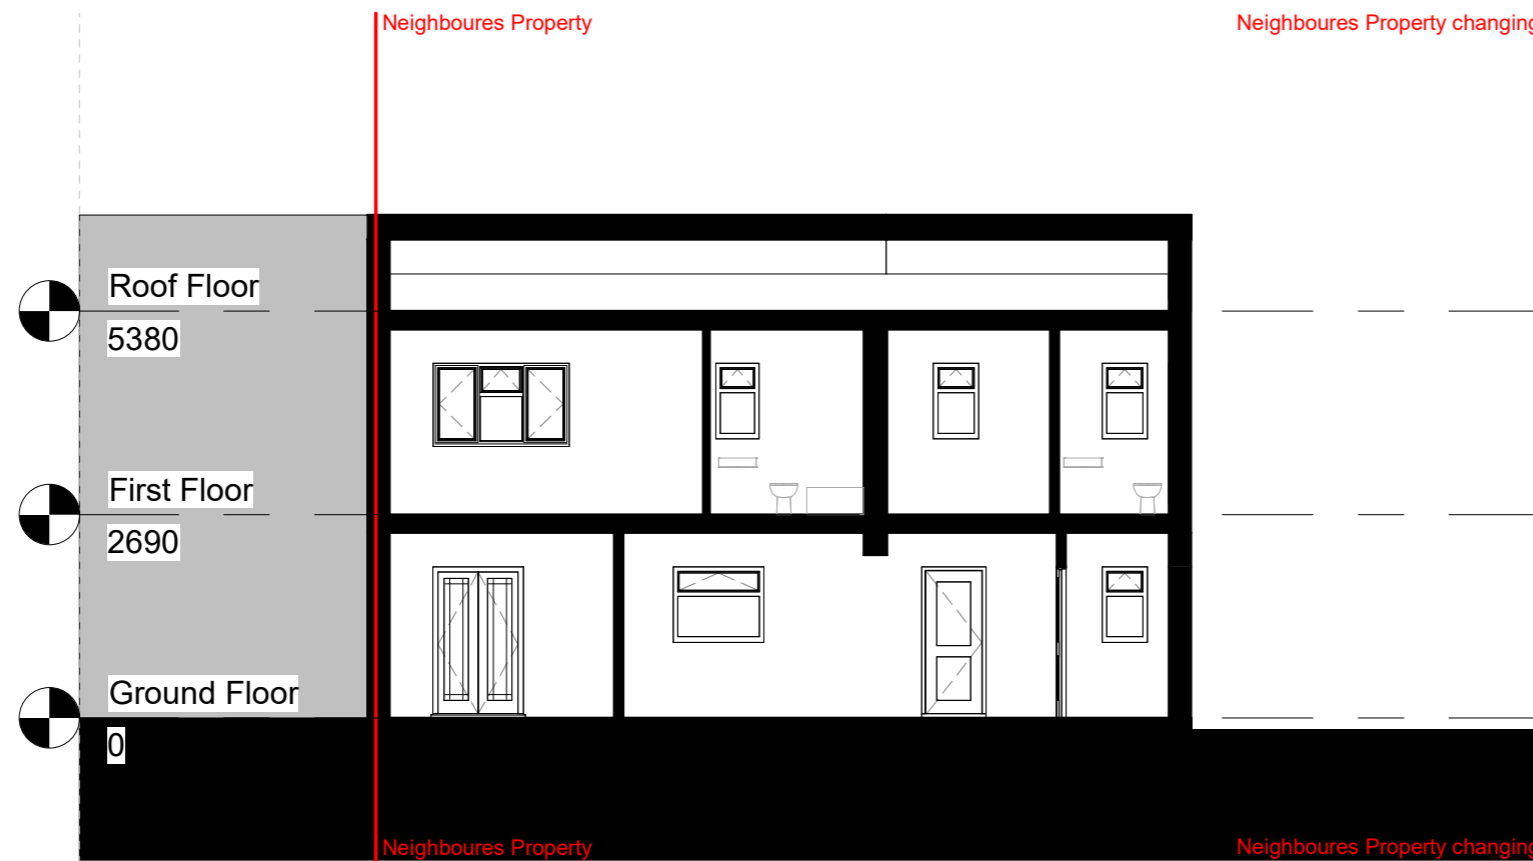 Neighboures Property
Neighboures Property changing
Roof Floor
5380
First Floor
2690
Ground Floor
0
Neighboures Property
Neighboures Property changing